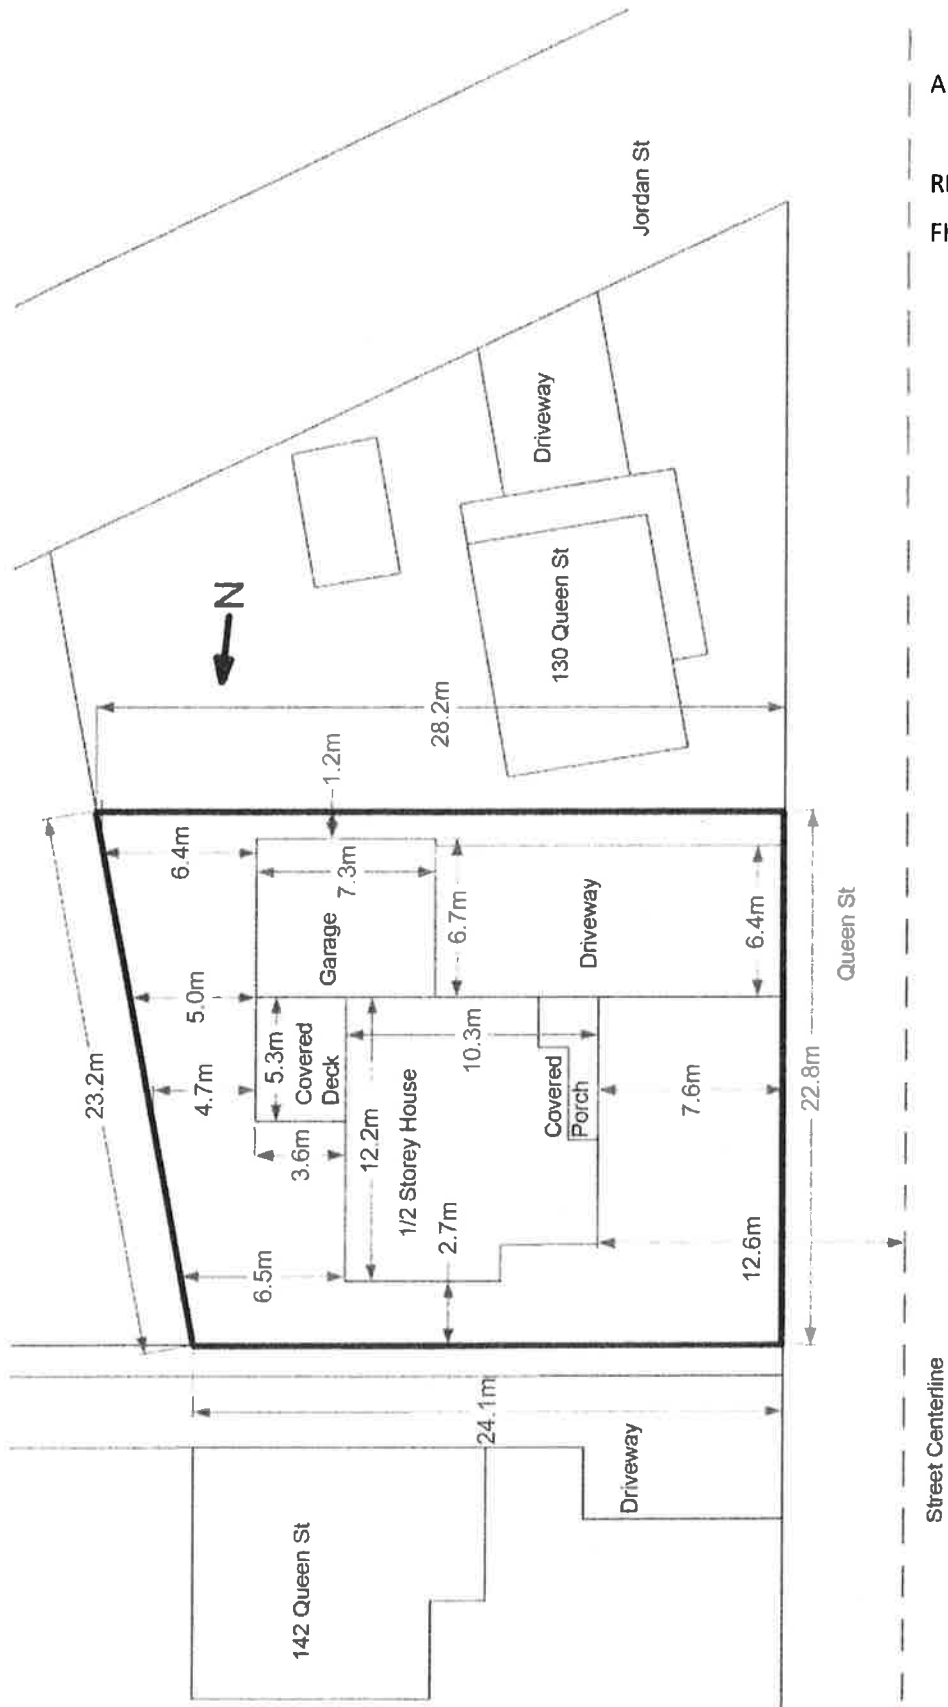 A
RI
Fh
Jordan St
Driveway
N
130 Queen St
28.2m
1.2m
6.4m
7.3m
Garage
6.7m
Driveway
6.4m
Queen St
5.0m
23.2m
4.7m
5.3m
Covered
Deck
10.3m
3.6m
12.2m
1/2 Storey House
Covered
Porch
7.6m
22.8m
2.7m
6.5m
12.6m
24.1m
Driveway
142 Queen St
Street Centerline